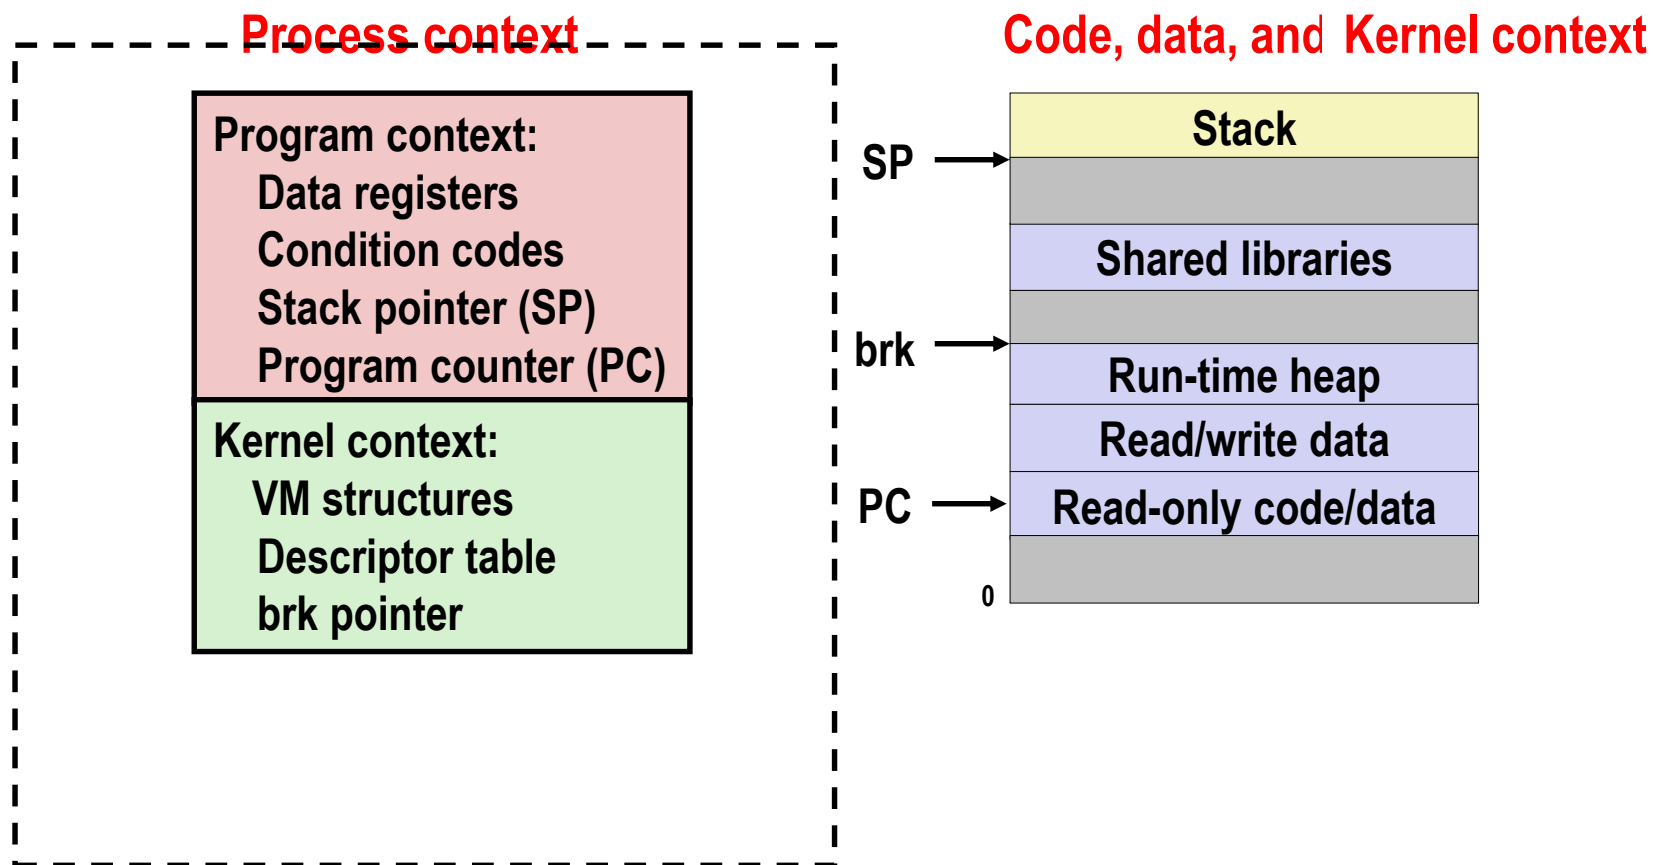 Process context
Program context:
Data registers
Condition codes
Stack pointer (SP)
Program counter (PC)
Kernel context:
VM structures
Descriptor table
brk pointer
Code, data, and Kernel context
Stack
SP
Shared libraries
brk
Run-time heap
Read/write data
PC
Read-only code/data
0